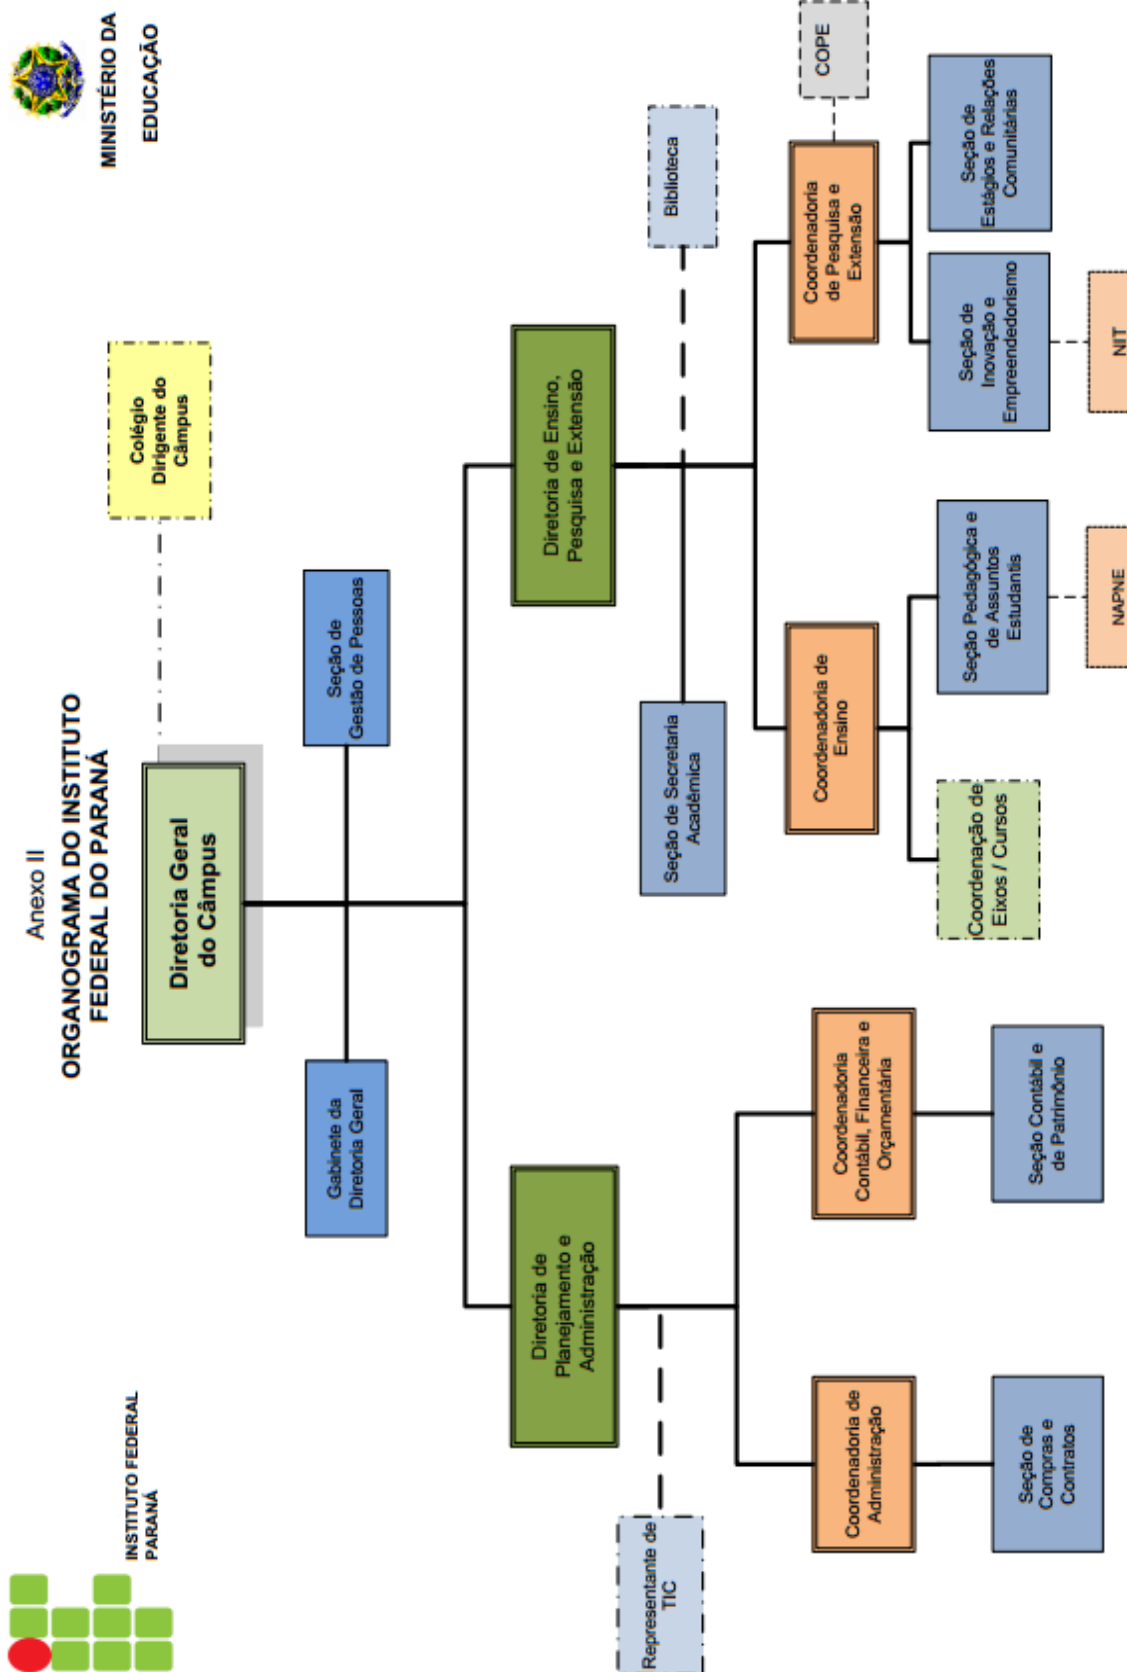 INSTITUTO FEDERAL
PARANÁ
Anexo II
ORGANOGRAMA DO INSTITUTO
FEDERAL DO PARANÁ
MINISTÉRIO DA
EDUCAÇÃO
Diretoria Geral
do Câmpus
Colégio
Dirigente do
Câmpus
Gabinete da
Diretoria Geral
Seção de
Gestão de Pessoas
Diretoria de
Planejamento e
Administração
Diretoria de Ensino,
Pesquisa e Extensão
Representante de
TIC
Seção de Secretaria
Acadêmica
Biblioteca
Coordenadoria de
Administração
Coordenadoria
Contábil, Financeira e
Orçamentária
Coordenadoria de
Ensino
Coordenadoria
de Pesquisa e
Extensão
COPE
Seção de
Compras e
Contratos
Seção Contábil e
de Patrimônio
Coordenação de
Eixos / Cursos
Seção Pedagógica e
de Assuntos
Estudantis
Seção de
Inovação e
Empreendedorismo
Seção de
Estágios e Relações
Comunitárias
NAPNE
NIT